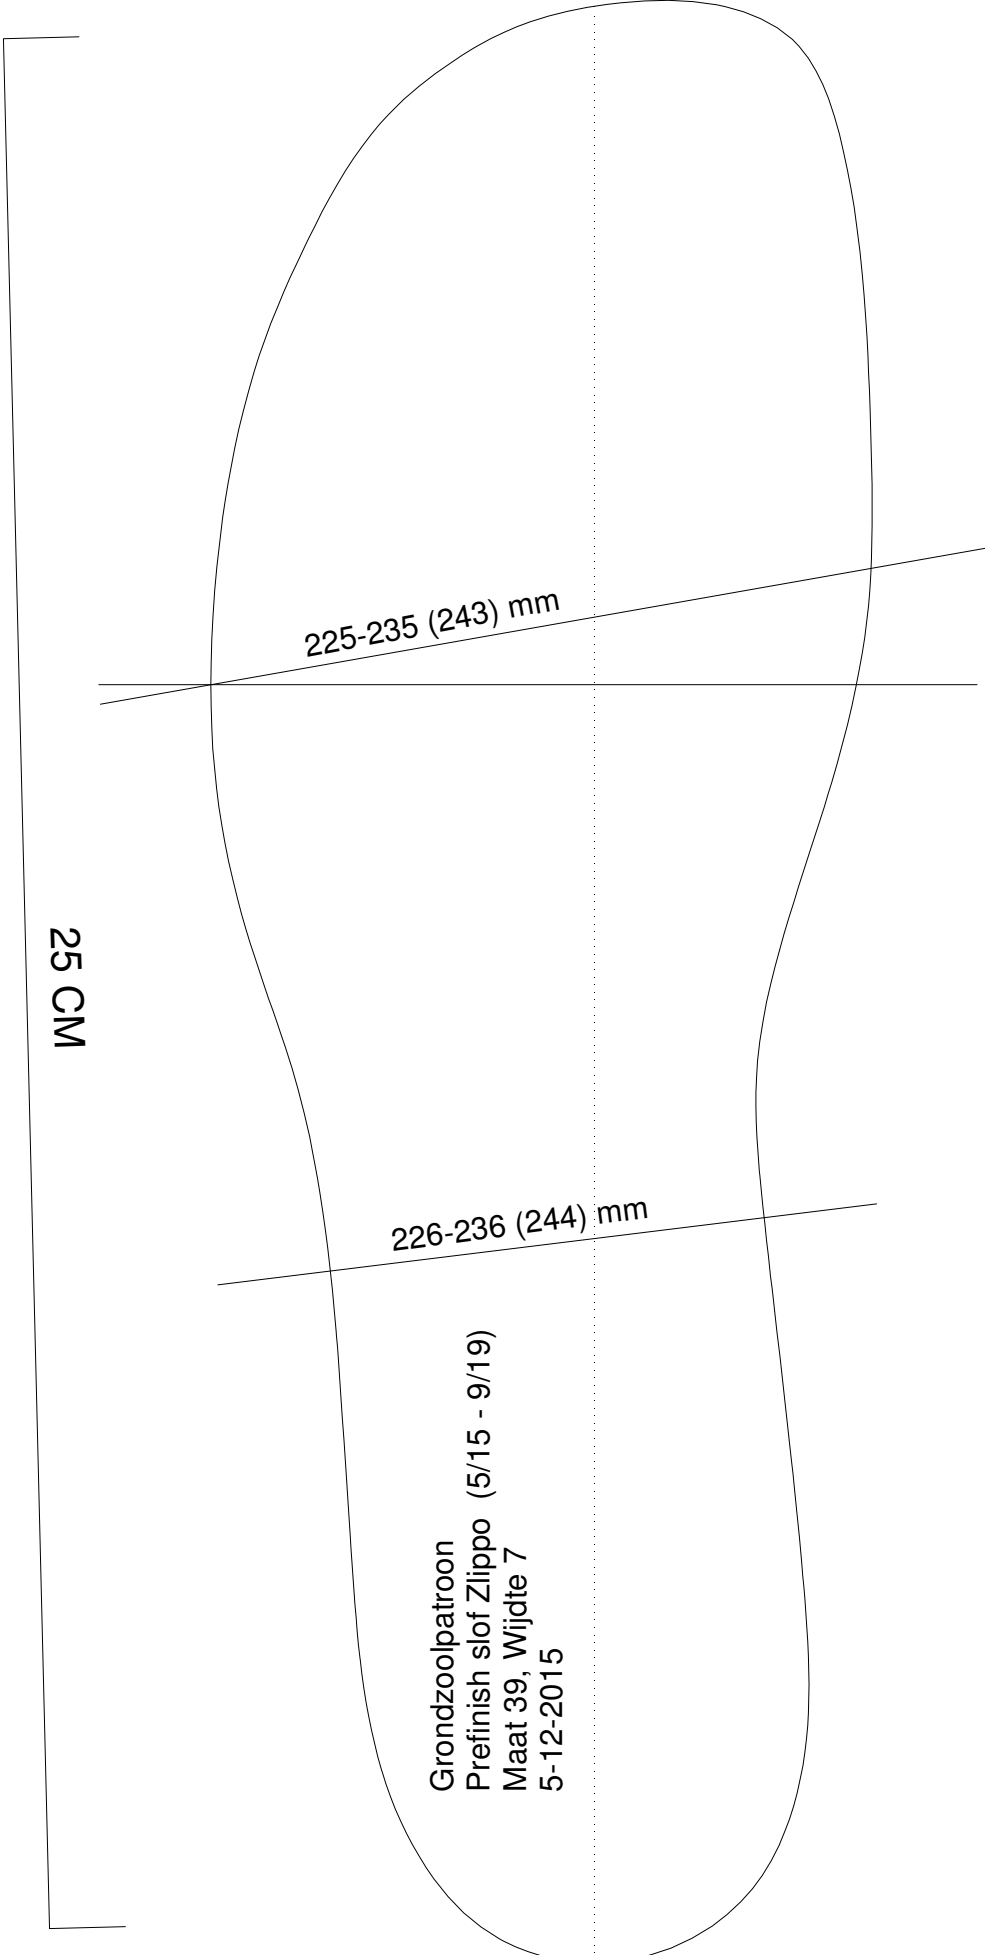 225-235 (243) mm
25 CM
226-236 (244) mm
Grondzoolpatroon
Prefinish slof Zlippo (5/15 - 9/19)
Maat 39, Wijdte 7
5-12-2015